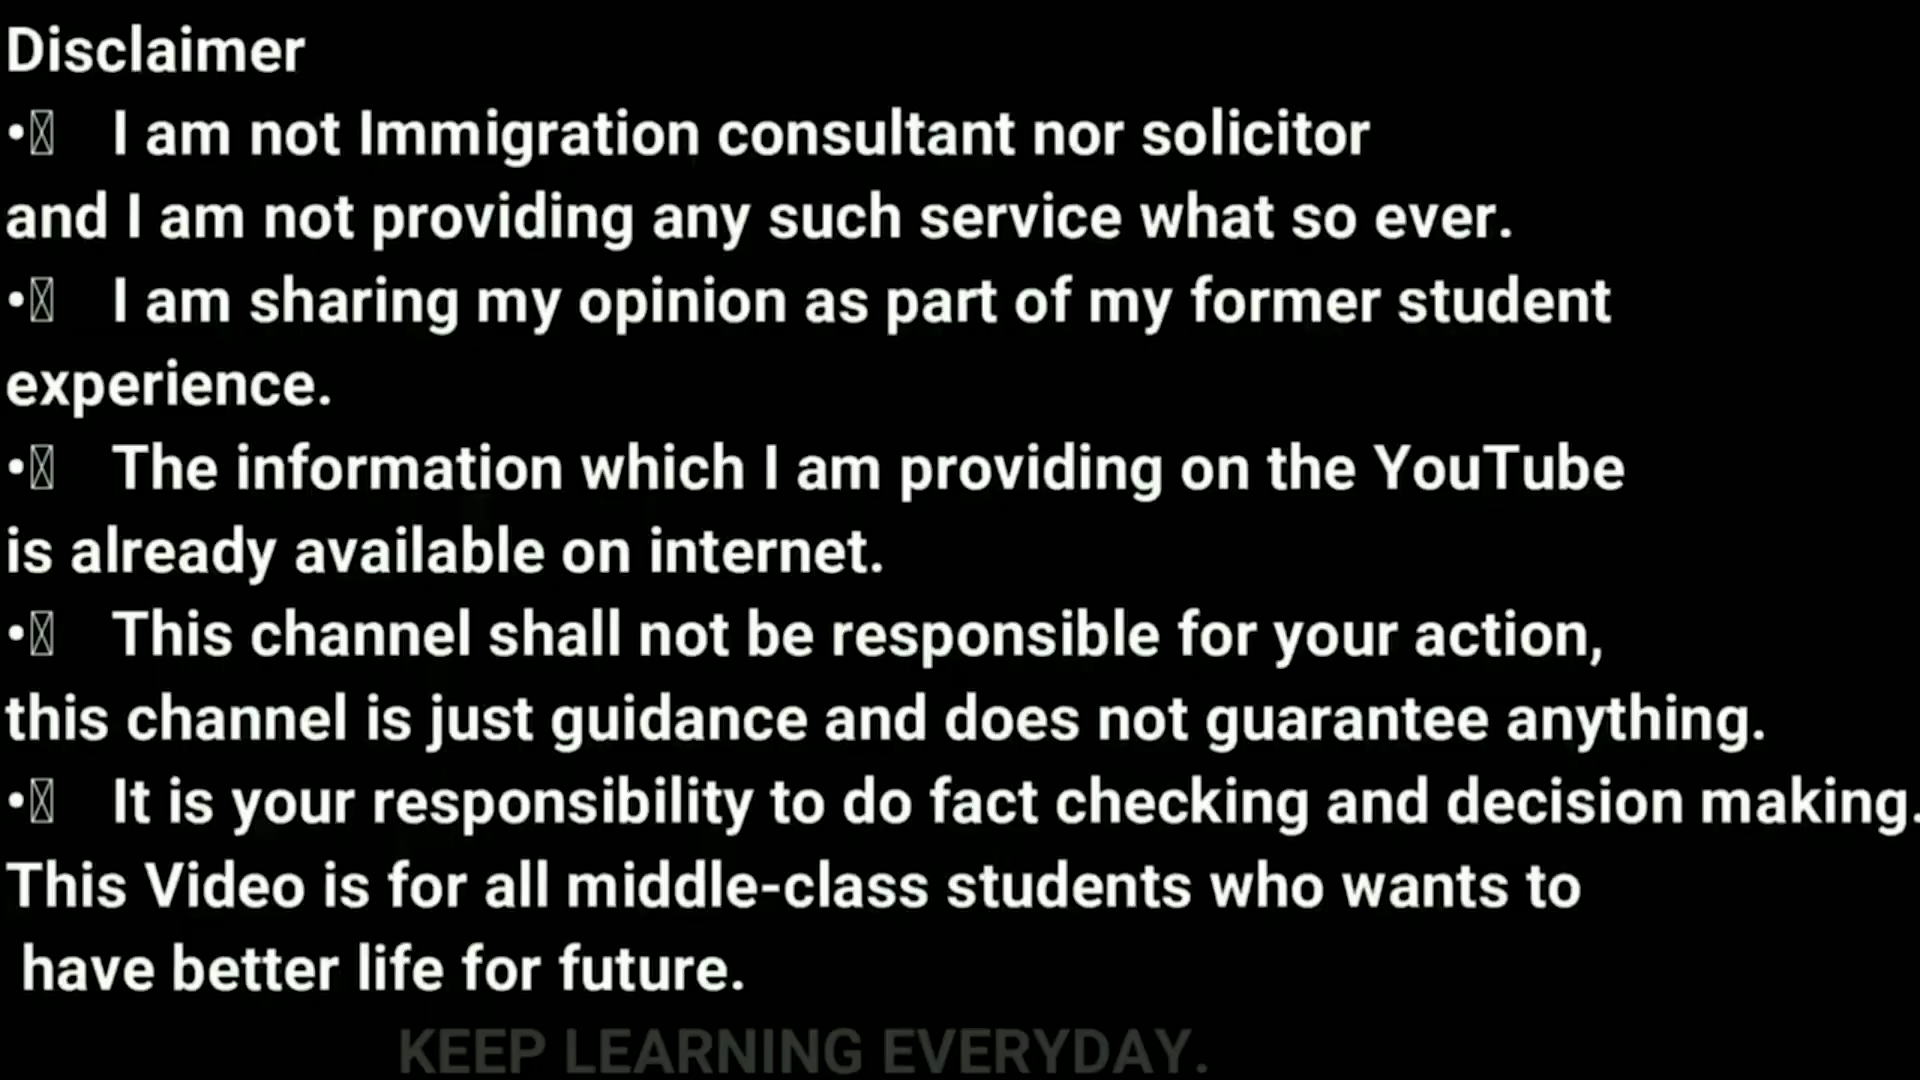 Disclaimer
• I am not Immigration consultant nor solicitor
and I am not providing any such service what so ever.
• I am sharing my opinion as part of my former student
experience.
• The information which I am providing on the YouTube
is already available on internet.
• This channel shall not be responsible for your action,
this channel is just guidance and does not guarantee anything.
• It is your responsibility to do fact checking and decision making.
This Video is for all middle-class students who wants to
have better life for future.
KEEP LEARNING EVERYDAY.